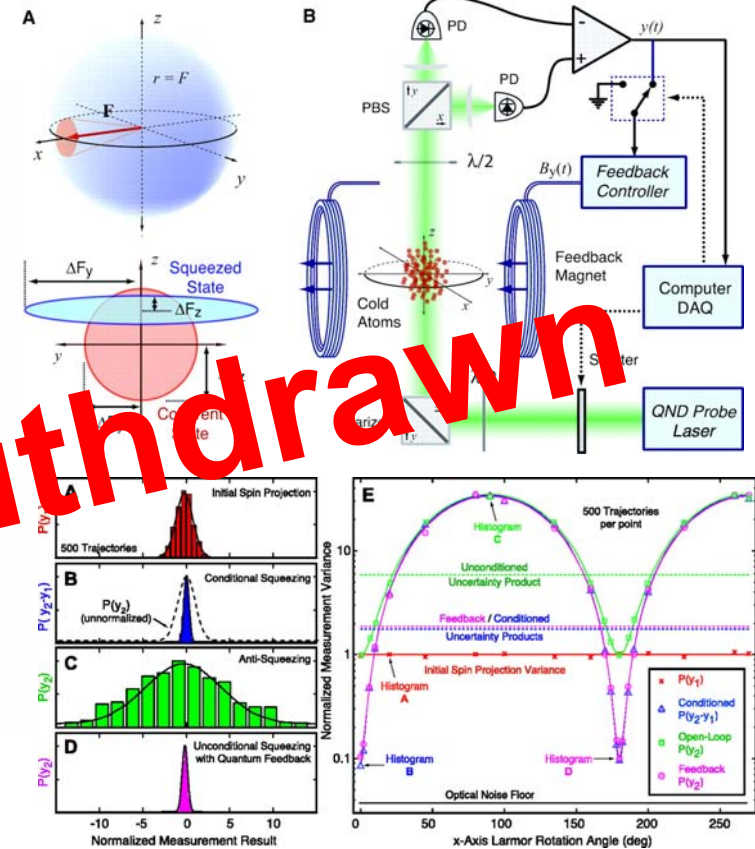 A
z
r = F
F
x
y
z
ΔFy
Squeezed
State
ΔFz
y
B
PD
y(t)
PD
PBS
y
x
λ/2
By(t)
Feedback
Controller
z
y
x
Cold
Atoms
Feedback
Magnet
Computer
DAQ
QND Probe
Laser
thdrawn
A
Initial Spin Projection
500 Trajectories
B
Conditional Squeezing
P(y2-y1)
P(y2)
(unnormalized)
C
Anti-Squeezing
P(y2)
D
Unconditional Squeezing
with Quantum Feedback
P(y2)
-10 -5 0 5 10
Normalized Measurement Result
E
500 Trajectories
per point
Histogram
C
Unconditioned
Uncertainty Product
Feedback / Conditioned
Uncertainty Products
Initial Spin Projection Variance
Histogram
A
Histogram
B
Histogram
D
Optical Noise Floor
P(y1)
Conditioned
P(y2-y1)
Open-Loop
P(y2)
Feedback
P(y2)
Normalized Measurement Variance
10
1
0.1
0 50 100 150 200 250
x-Axis Larmor Rotation Angle (deg)